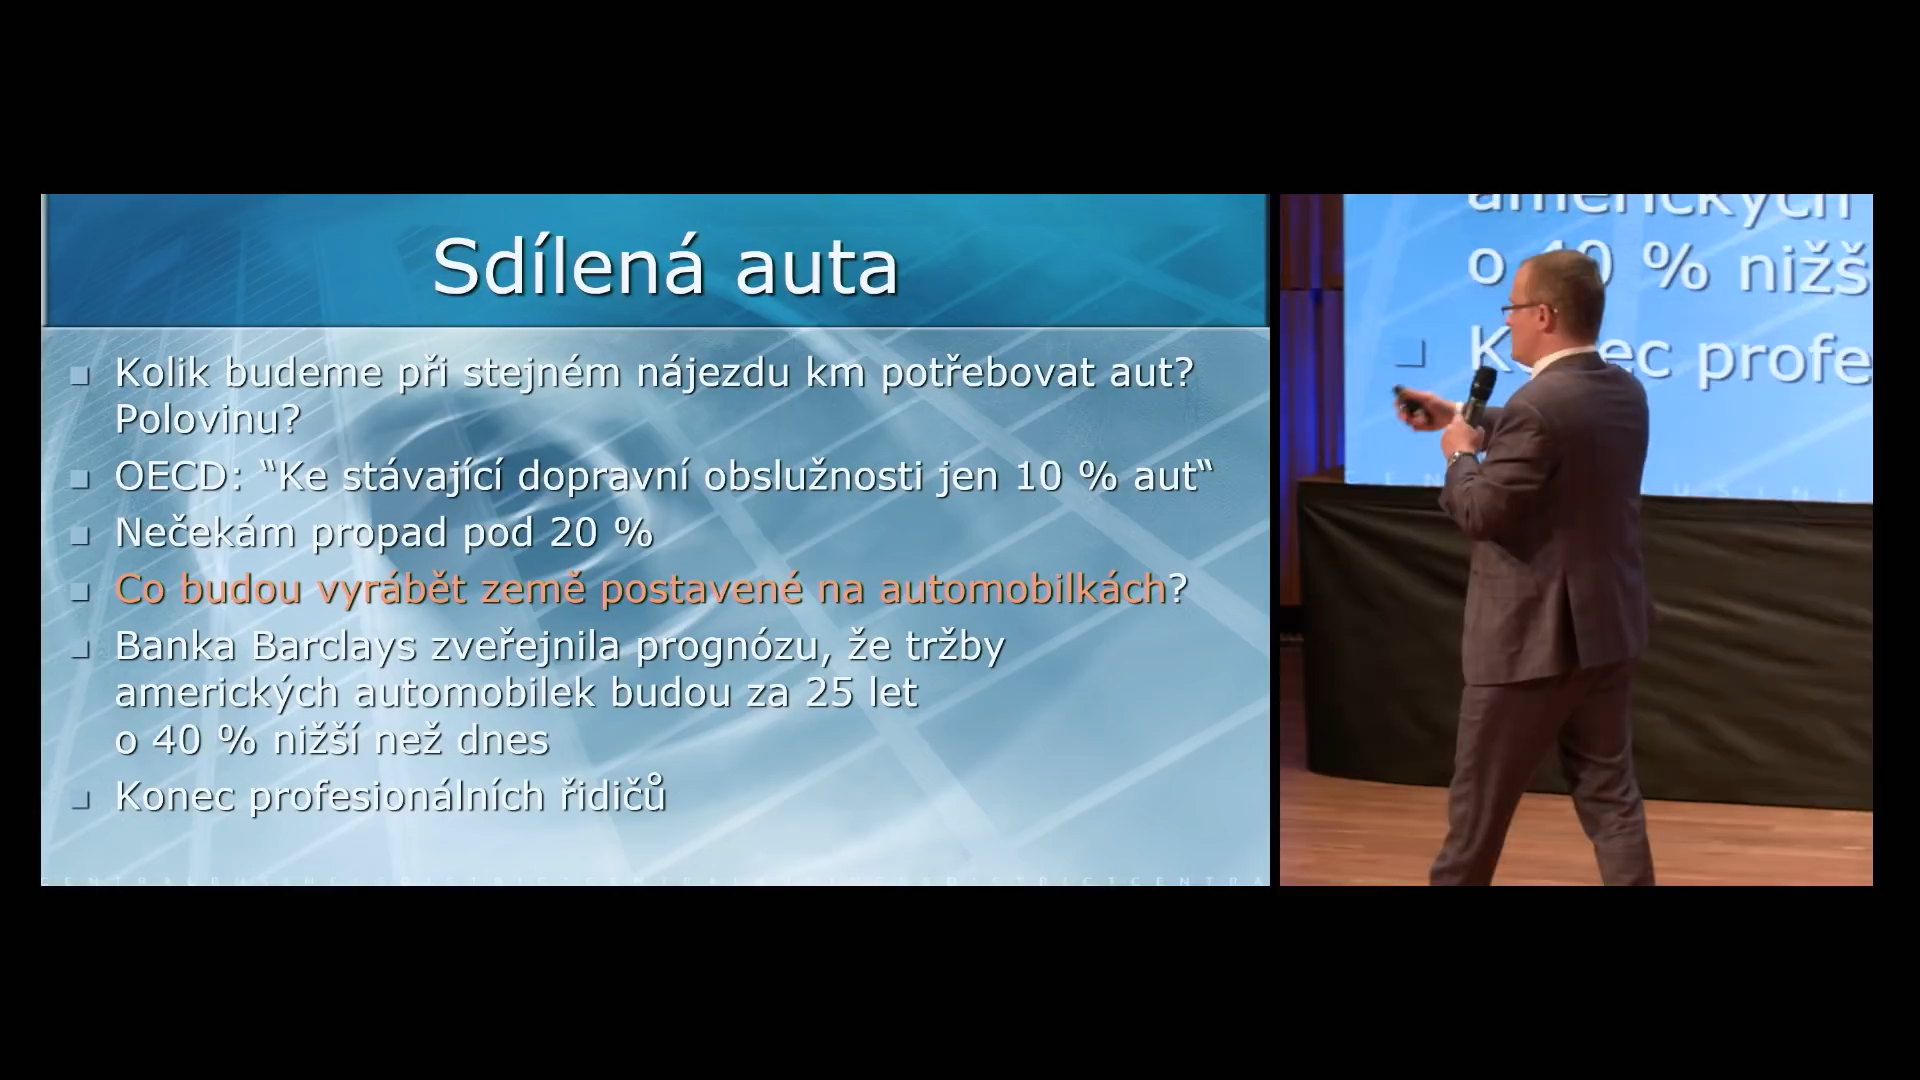 Sdílená auta
Kolik budeme při stejném nájezdu km potřebovat aut?
Polovinu?
OECD: “Ke stávající dopravní obslužnosti jen 10 % aut“
Nečekám propad pod 20 %
Co budou vyrábět země postavené na automobilkách?
Banka Barclays zveřejnila prognózu, že tržby
amerických automobilek budou za 25 let
o 40 % nižší než dnes
Konec profesionálních řidičů
amerických
o 40 % nižš
profe